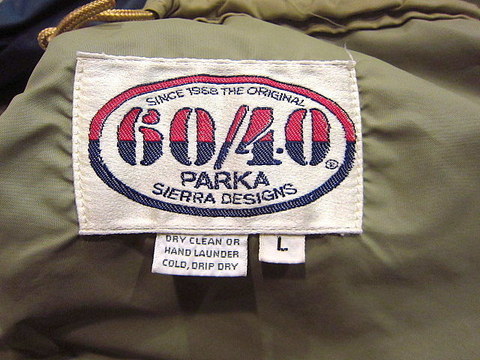 SINCE 1968 THE ORIGINAL
60/40
®
PARKA
SIERRA DESIGNS
DRY CLEAN OR
HAND LAUNDER
COLD, DRIP DRY
L